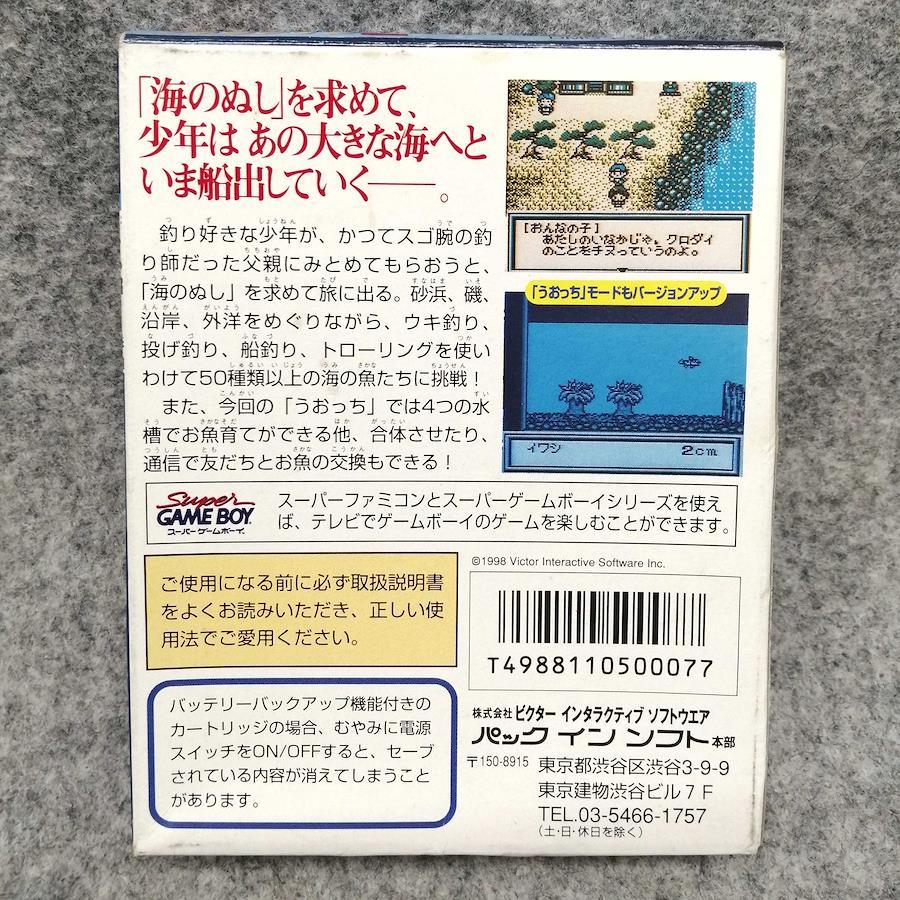 「海のぬし」を求めて、
少年は あの大きな海へと
いま船出していく——。
釣り好きな少年が、かつてスゴ腕の釣
り師だった父親にみとめてもらおうと、
「海のぬし」を求めて旅に出る。砂浜、磯、
沿岸、外洋をめぐりながら、ウキ釣り、
投げ釣り、船釣り、トローリングを使い
わけて50種類以上の海の魚たちに挑戦！
また、今回の「うおっち」では4つの水
槽でお魚育てができる他、合体させたり、
通信で友だちとお魚の交換もできる！
［おんなの子］
あたしのいなかじゃ、クロダイ
のことをチヌっていうのよ。
「うおっち」モードもバージョンアップ
イワシ 2cm
Super
GAME BOY
スーパーゲームボーイ
スーパーファミコンとスーパーゲームボーイシリーズを使え
ば、テレビでゲームボーイのゲームを楽しむことができます。
ご使用になる前に必ず取扱説明書
をよくお読みいただき、正しい使
用法でご愛用ください。
バッテリーバックアップ機能付きの
カートリッジの場合、むやみに電源
スイッチをON/OFFすると、セーブ
されている内容が消えてしまうこと
があります。
©1998 Victor Interactive Software Inc.
T4988110500077
株式会社 ビクター インタラクティブ ソフトウエア
パック イン ソフト本部
〒150-8915 東京都渋谷区渋谷3-9-9
東京建物渋谷ビル7F
TEL.03-5466-1757
(土・日・休日を除く)